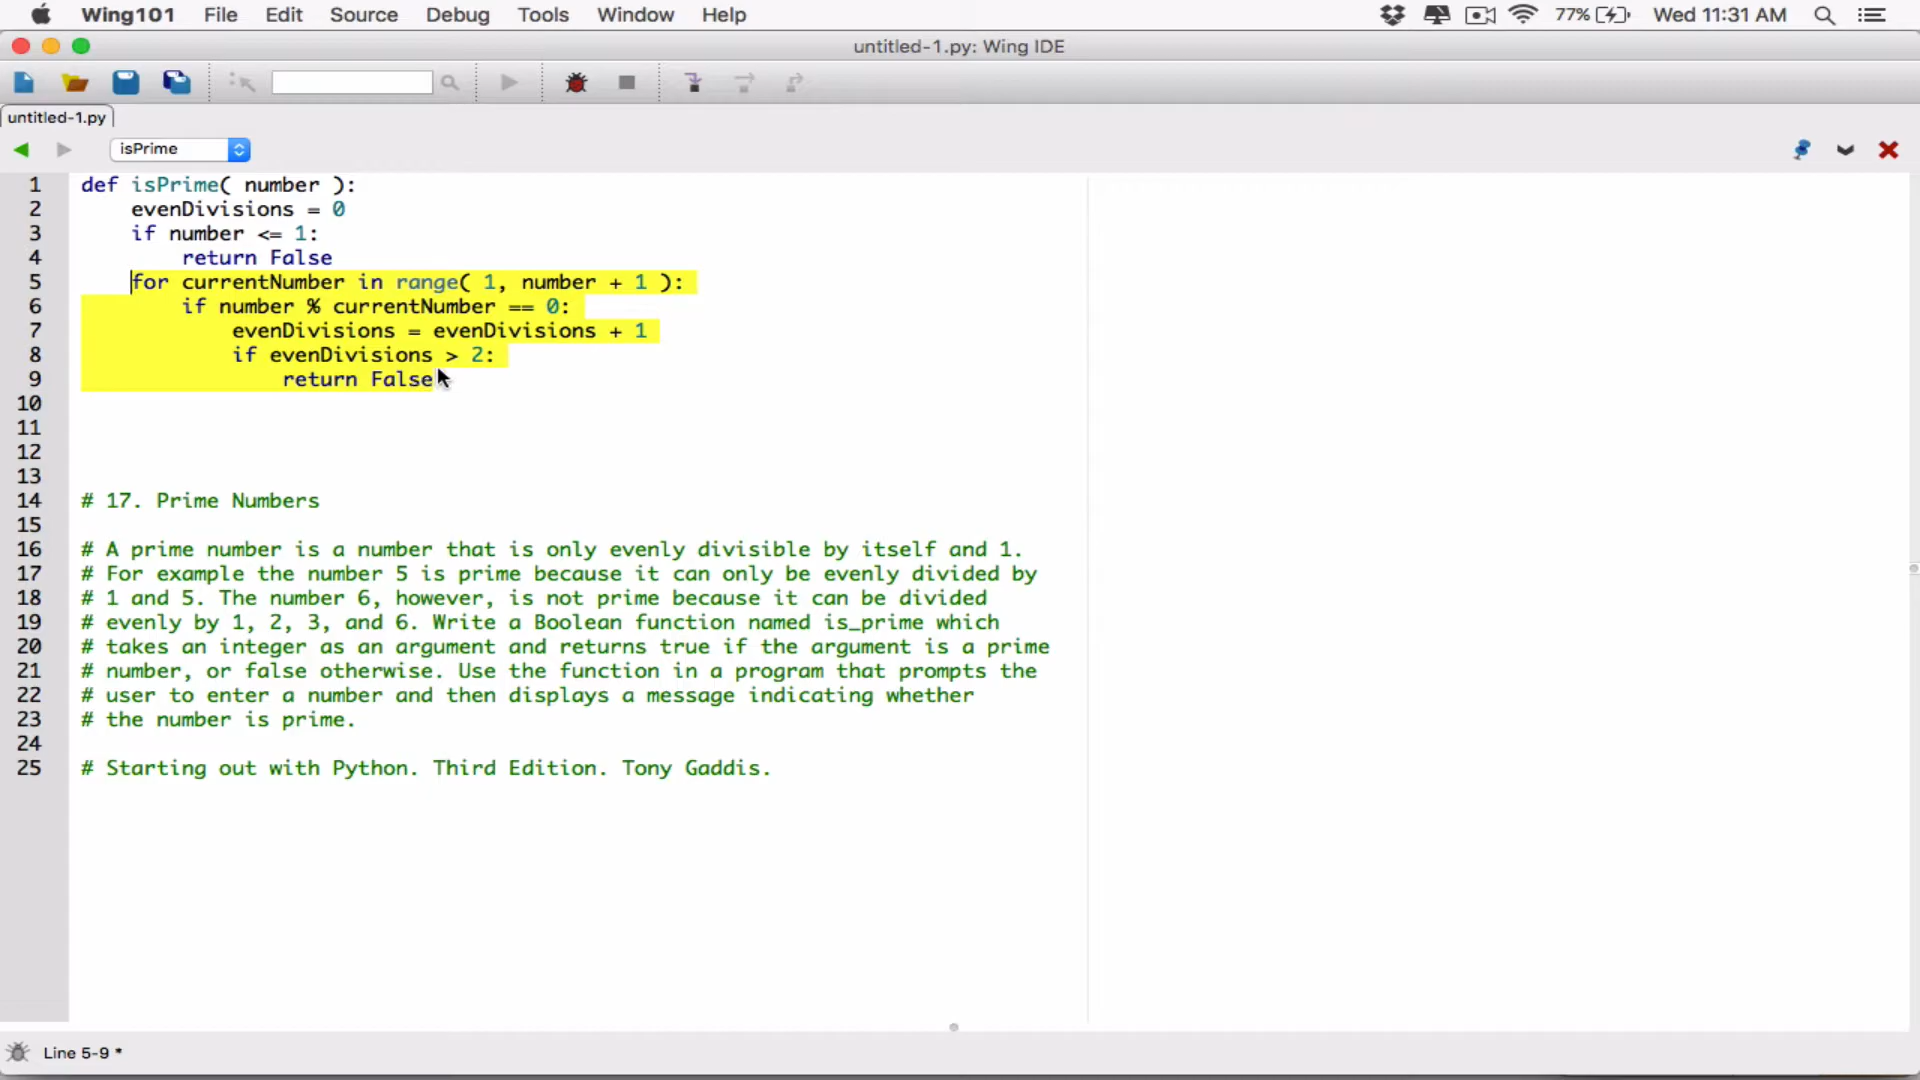 Wing101 File Edit Source Debug Tools Window Help 77% Wed 11:31 AM
untitled-1.py: Wing IDE
untitled-1.py
isPrime
1 def isPrime( number ):
2     evenDivisions = 0
3     if number <= 1:
4         return False
5     for currentNumber in range( 1, number + 1 ):
6         if number % currentNumber == 0:
7             evenDivisions = evenDivisions + 1
8             if evenDivisions > 2:
9                 return False
10
11
12
13
14 # 17. Prime Numbers
15
16 # A prime number is a number that is only evenly divisible by itself and 1.
17 # For example the number 5 is prime because it can only be evenly divided by
18 # 1 and 5. The number 6, however, is not prime because it can be divided
19 # evenly by 1, 2, 3, and 6. Write a Boolean function named is_prime which
20 # takes an integer as an argument and returns true if the argument is a prime
21 # number, or false otherwise. Use the function in a program that prompts the
22 # user to enter a number and then displays a message indicating whether
23 # the number is prime.
24
25 # Starting out with Python. Third Edition. Tony Gaddis.
Line 5-9 *